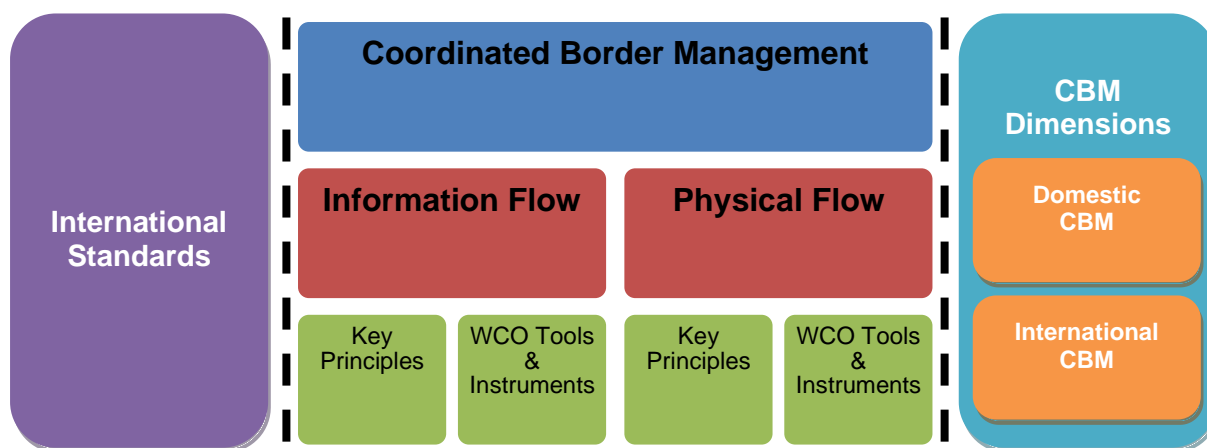 International
Standards
Coordinated Border Management
Information Flow
Physical Flow
Key
Principles
WCO Tools
&
Instruments
Key
Principles
WCO Tools
&
Instruments
CBM
Dimensions
Domestic
CBM
International
CBM